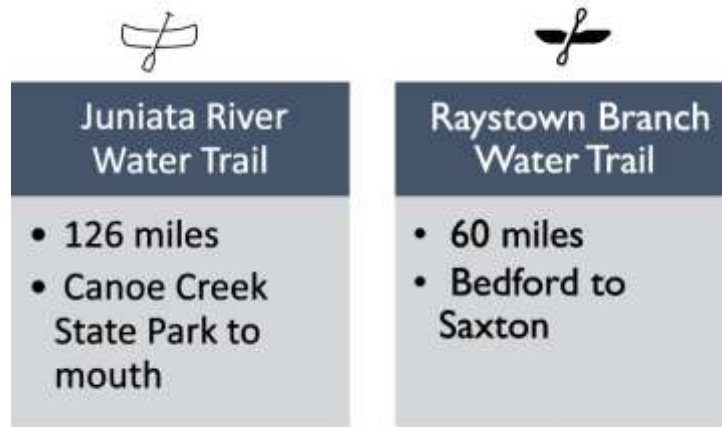 Juniata River
Water Trail
• 126 miles
• Canoe Creek
State Park to
mouth
Raystown Branch
Water Trail
• 60 miles
• Bedford to
Saxton